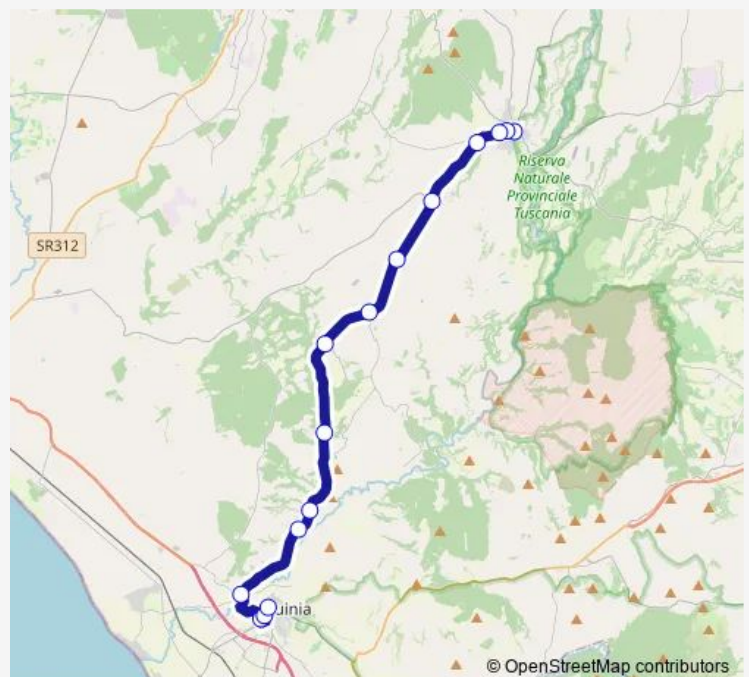 Riserva
Naturale
Provinciale
Tuscania
SR312
uinia
© OpenStreetMap contributors